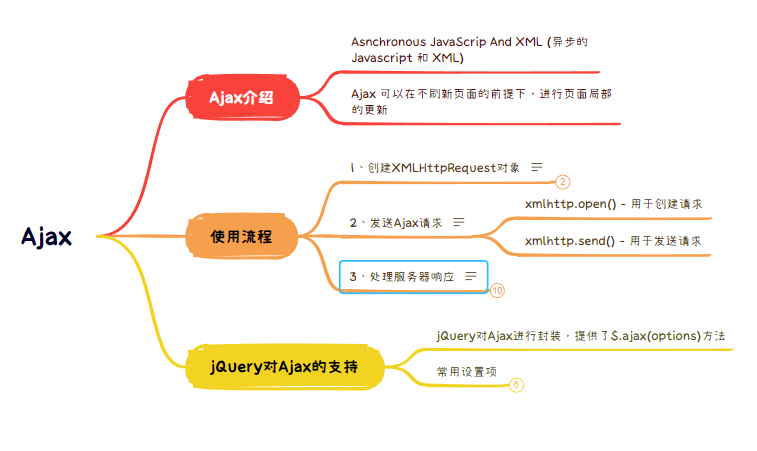 Ajax
Ajax介绍
Asnchronous JavaScrip And XML (异步的
Javascript 和 XML)
Ajax 可以在不刷新页面的前提下，进行页面局部
的更新
使用流程
1、创建XMLHttpRequest对象
2
2、发送Ajax请求
xmlhttp.open() - 用于创建请求
xmlhttp.send() - 用于发送请求
3、处理服务器响应
10
jQuery对Ajax的支持
jQuery对Ajax进行封装，提供了$.ajax(options)方法
常用设置项
6